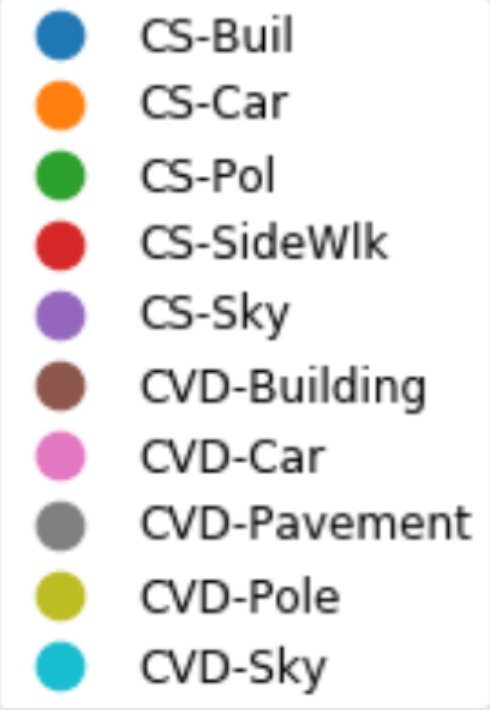 CS-Buil
CS-Car
CS-Pol
CS-SideWlk
CS-Sky
CVD-Building
CVD-Car
CVD-Pavement
CVD-Pole
CVD-Sky